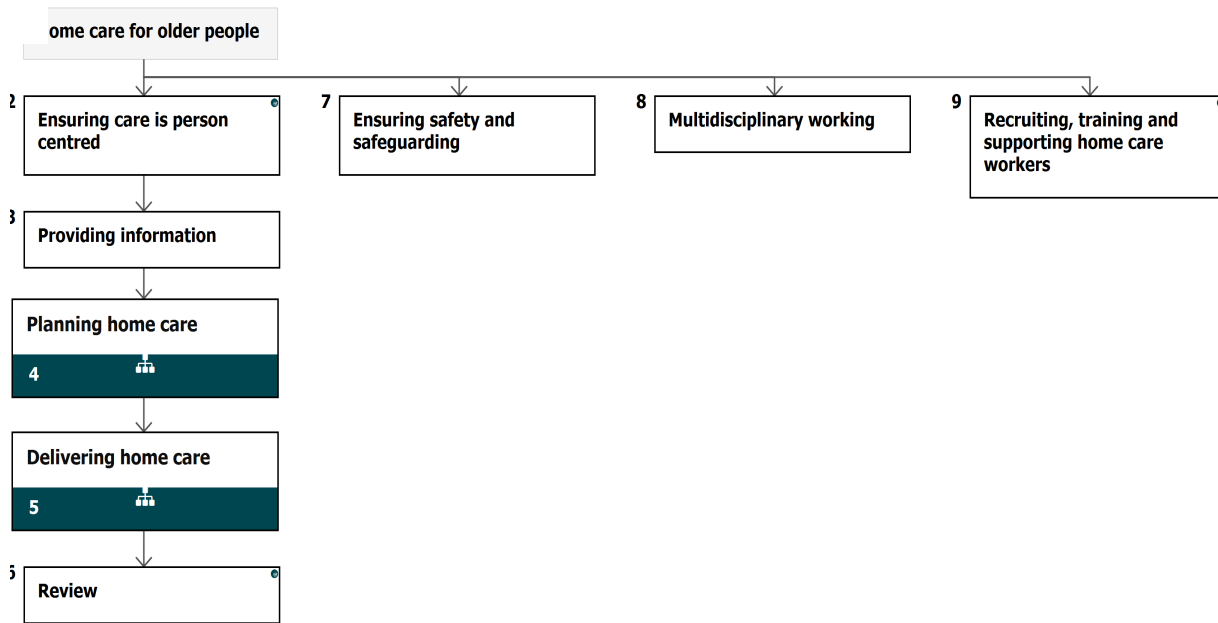 ome care for older people
2
Ensuring care is person
centred
7
Ensuring safety and
safeguarding
8
Multidisciplinary working
9
Recruiting, training and
supporting home care
workers
3
Providing information
Planning home care
4
Delivering home care
5
Review